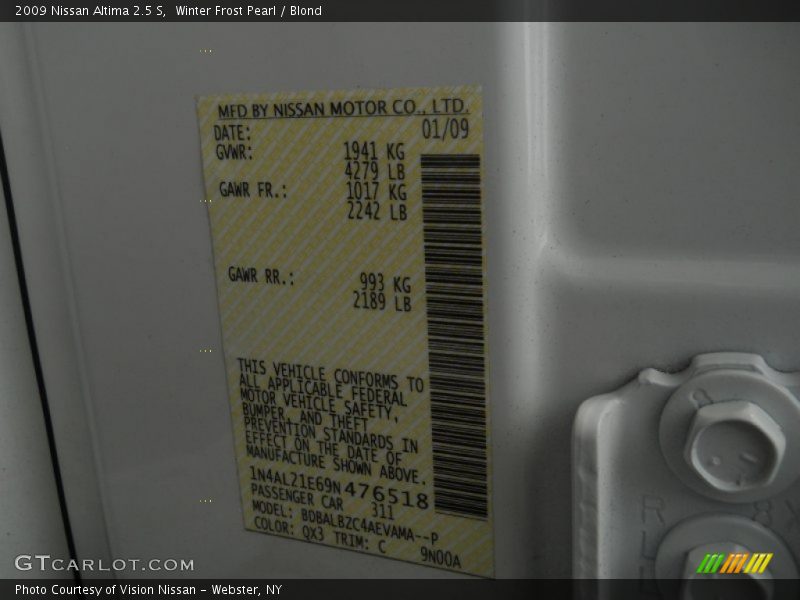 2009 Nissan Altima 2.5 S,  Winter Frost Pearl / Blond
MFD BY NISSAN MOTOR CO., LTD.
DATE: 01/09
GVWR: 1941 KG
4279 LB
GAWR FR.: 1017 KG
2242 LB
GAWR RR.: 993 KG
2189 LB
THIS VEHICLE CONFORMS TO
ALL APPLICABLE FEDERAL
MOTOR VEHICLE SAFETY,
BUMPER, AND THEFT
PREVENTION STANDARDS IN
EFFECT ON THE DATE OF
MANUFACTURE SHOWN ABOVE.
1N4AL21E69N476518
PASSENGER CAR 311
MODEL: BDBALBZC4AEVAMA--P
COLOR: QX3 TRIM: C 9N00A
GTCARLOT.COM
Photo Courtesy of Vision Nissan - Webster, NY